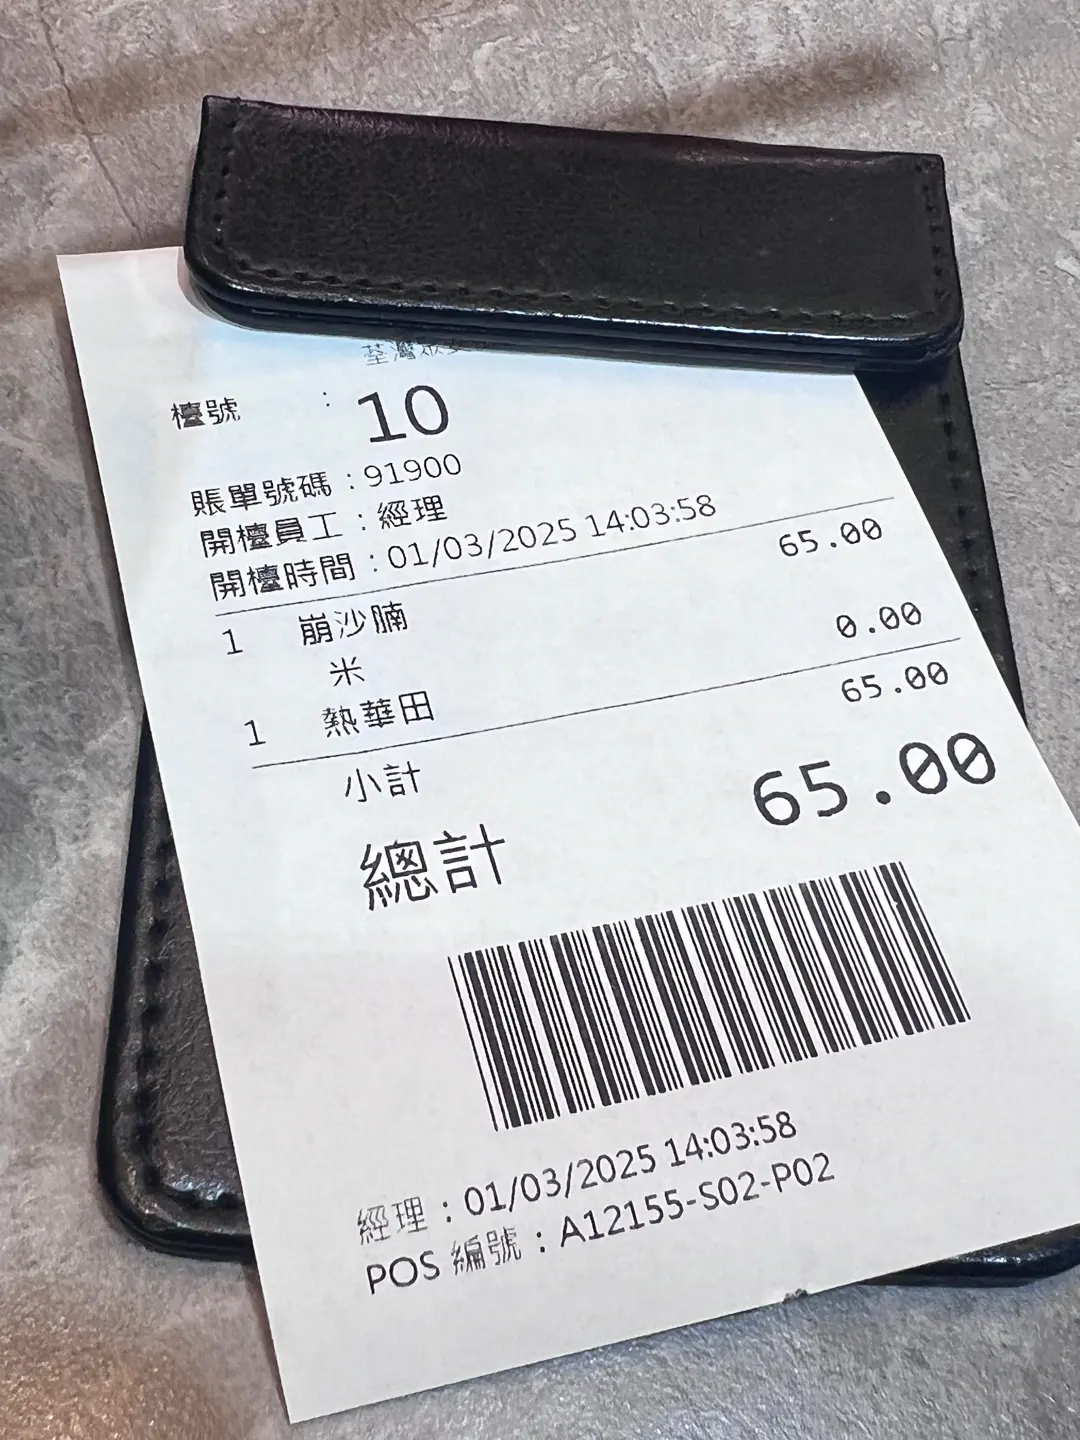 荃灣
檯號 : 10
賬單號碼 : 91900
開檯員工 : 經理
開檯時間 : 01/03/2025 14:03:58
1 崩沙腩 65.00
米
1 熱華田 0.00
小計 65.00
總計 65.00
經理 : 01/03/2025 14:03:58
POS 編號 : A12155-S02-P02